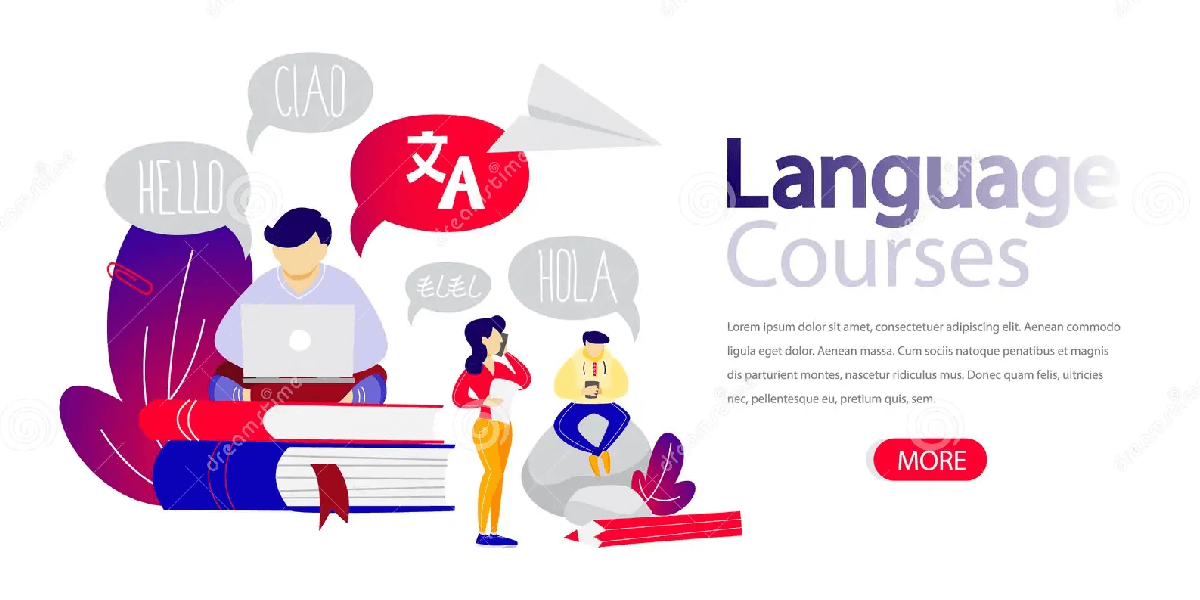 CIAO
HELLO
文A
もしもし
HOLA
Language
Courses
Lorem ipsum dolor sit amet, consectetuer adipiscing elit. Aenean commodo
ligula eget dolor. Aenean massa. Cum sociis natoque penatibus et magnis
dis parturient montes, nascetur ridiculus mus. Donec quam felis, ultricies
nec, pellentesque eu, pretium quis, sem.
MORE
dreamstime